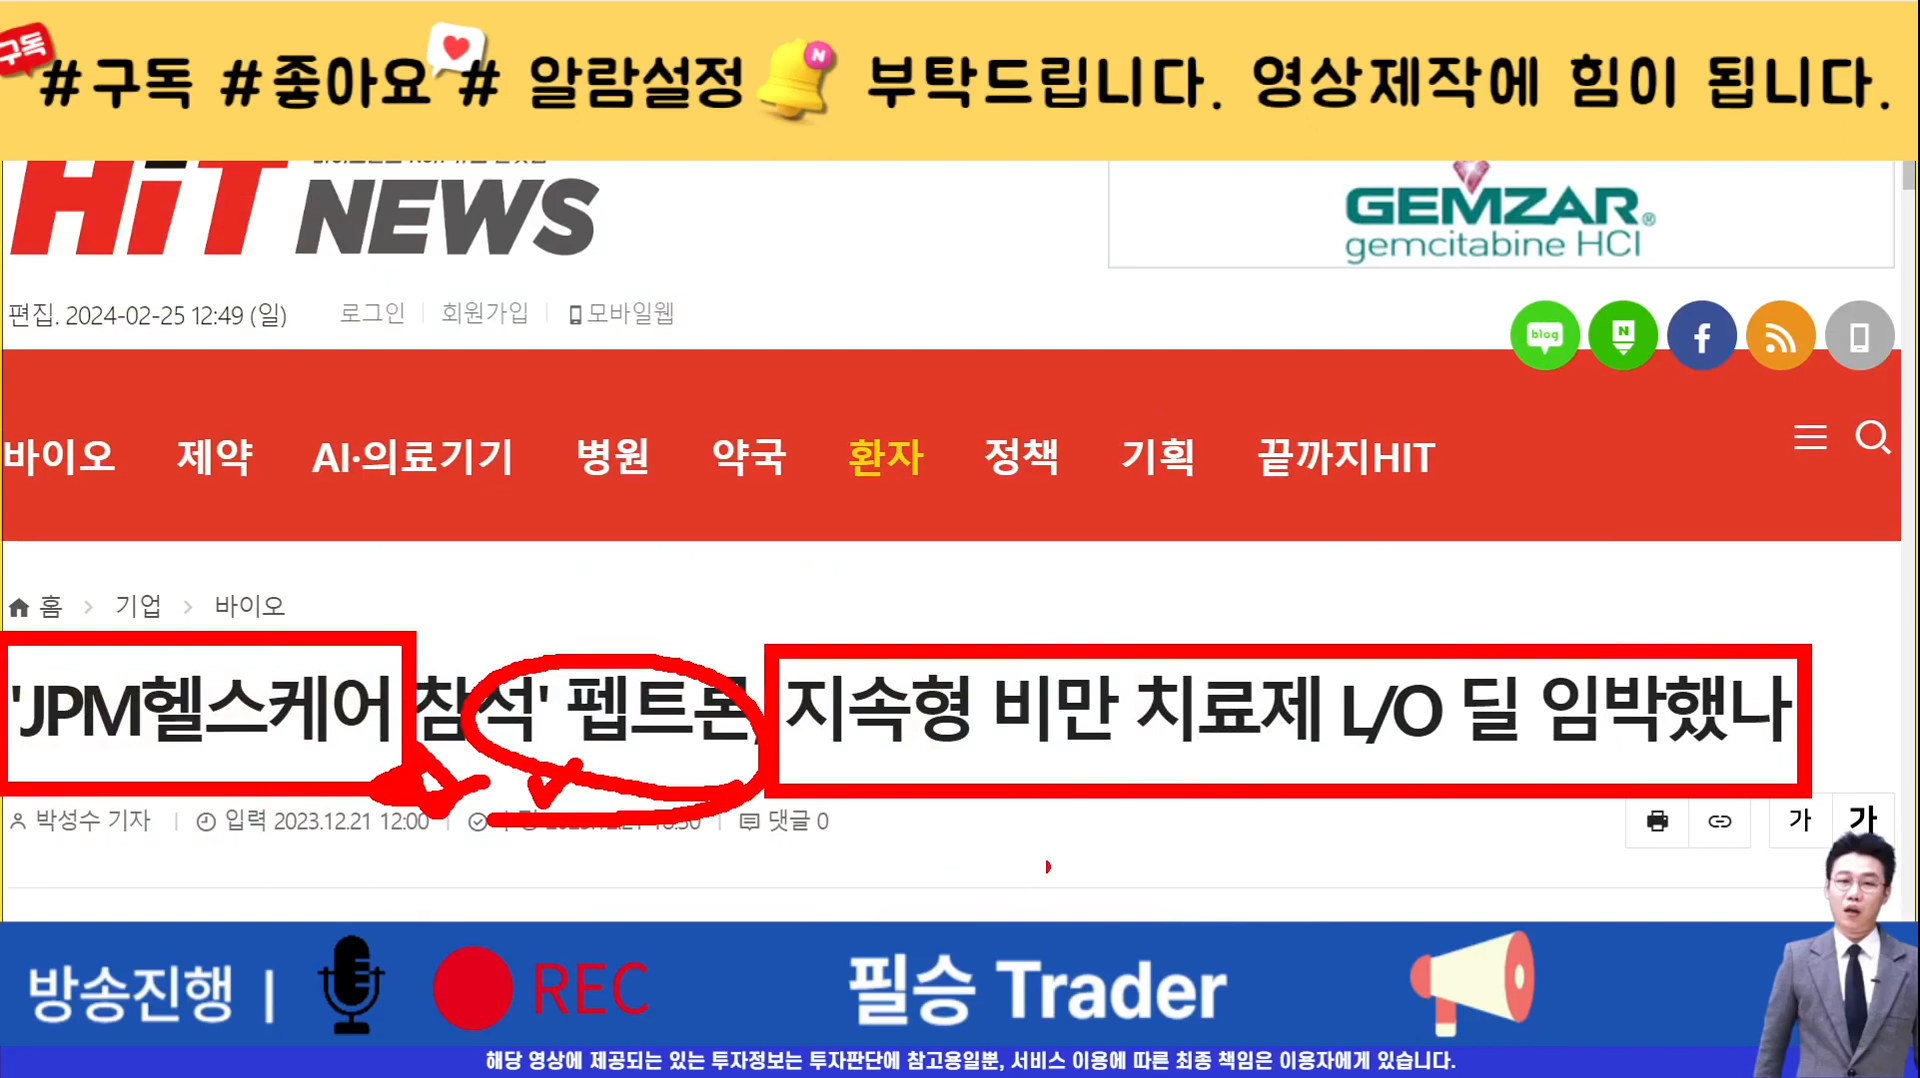 구독
#구독 #좋아요 # 알람설정 부탁드립니다. 영상제작에 힘이 됩니다.
N
HiT NEWS
GEMZAR®
gemcitabine HCl
편집. 2024-02-25 12:49 (일) 로그인 회원가입 모바일웹
blog N f
바이오 제약 AI·의료기기 병원 약국 환자 정책 기획 끝까지HIT
홈 > 기업 > 바이오
'JPM헬스케어 참석' 펩트론, 지속형 비만 치료제 L/O 딜 임박했나
박성수 기자 | 입력 2023.12.21 12:00 | 댓글 0
가 가
방송진행 | REC 필승 Trader
해당 영상에 제공되는 있는 투자정보는 투자판단에 참고용일뿐, 서비스 이용에 따른 최종 책임은 이용자에게 있습니다.